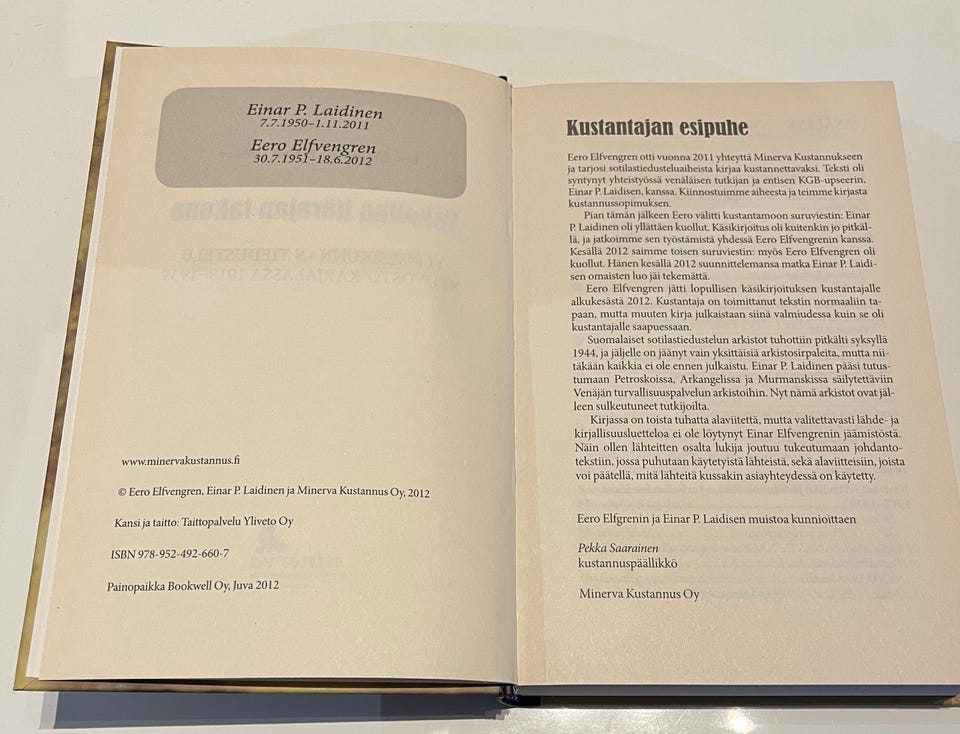 Einar P. Laidinen
7.7.1950–1.11.2011
Eero Elfvengren
30.7.1951–18.6.2012
www.minervakustannus.fi
© Eero Elfvengren, Einar P. Laidinen ja Minerva Kustannus Oy, 2012
Kansi ja taitto: Taittopalvelu Yliveto Oy
ISBN 978-952-492-660-7
Painopaikka Bookwell Oy, Juva 2012
Kustantajan esipuhe
Eero Elfvengren otti vuonna 2011 yhteyttä Minerva Kustannukseen
ja tarjosi sotilastiedusteluaiheista kirjaa kustannettavaksi. Teksti oli
syntynyt yhteistyössä venäläisen tutkijan ja entisen KGB-upseerin,
Einar P. Laidisen, kanssa. Kiinnostuimme aiheesta ja teimme kirjasta
kustannussopimuksen.
Pian tämän jälkeen Eero välitti kustantamoon suruviestin: Einar
P. Laidinen oli yllättäen kuollut. Käsikirjoitus oli kuitenkin jo pitkäl-
lä, ja jatkoimme sen työstämistä yhdessä Eero Elfvengrenin kanssa.
Kesällä 2012 saimme toisen suruviestin: myös Eero Elfvengren oli
kuollut. Hänen kesällä 2012 suunnittelemansa matka Einar P. Laidi-
sen omaisten luo jäi tekemättä.
Eero Elfvengren jätti lopullisen käsikirjoituksen kustantajalle
alkukesästä 2012. Kustantaja on toimittanut tekstin normaaliin ta-
paan, mutta muuten kirja julkaistaan siinä valmiudessa kuin se oli
kustantajalle saapuessaan.
Suomalaiset sotilastiedustelun arkistot tuhottiin pitkälti syksyllä
1944, ja jäljelle on jäänyt vain yksittäisiä arkistosirpaleita, mutta nii-
täkään kaikkia ei ole ennen julkaistu. Einar P. Laidinen pääsi tutus-
tumaan Petroskoissa, Arkangelissa ja Murmanskissa säilytettäviin
Venäjän turvallisuuspalvelun arkistoihin. Nyt nämä arkistot ovat jäl-
leen sulkeutuneet tutkijoilta.
Kirjassa on toista tuhatta alaviitettä, mutta valitettavasti lähde- ja
kirjallisuusluetteloa ei ole löytynyt Einar Elfvengrenin jäämistöstä.
Näin ollen lähteitten osalta lukija joutuu tukeutumaan johdanto-
tekstiin, jossa puhutaan käytetyistä lähteistä, sekä alaviitteisiin, joista
voi päätellä, mitä lähteitä kussakin asiayhteydessä on käytetty.
Eero Elfgrenin ja Einar P. Laidisen muistoa kunnioittaen
Pekka Saarainen
kustannuspäällikkö
Minerva Kustannus Oy